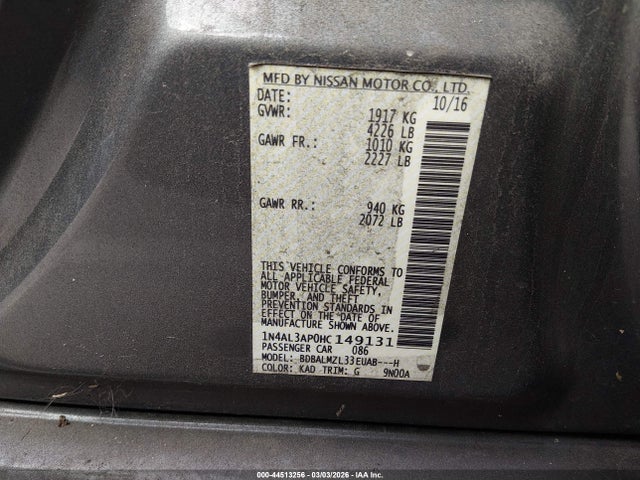 MFD BY NISSAN MOTOR CO., LTD.
DATE: 10/16
GVWR: 1917 KG
4226 LB
GAWR FR.: 1010 KG
2227 LB
GAWR RR.: 940 KG
2072 LB
THIS VEHICLE CONFORMS TO
ALL APPLICABLE FEDERAL
MOTOR VEHICLE SAFETY,
BUMPER, AND THEFT
PREVENTION STANDARDS IN
EFFECT ON THE DATE OF
MANUFACTURE SHOWN ABOVE.
1N4AL3AP0HC149131
PASSENGER CAR 086
MODEL: BDBALMZL33EUAB---H
COLOR: KAD TRIM: G 9N00A
000-44513256 - 03/03/2026 - IAA Inc.